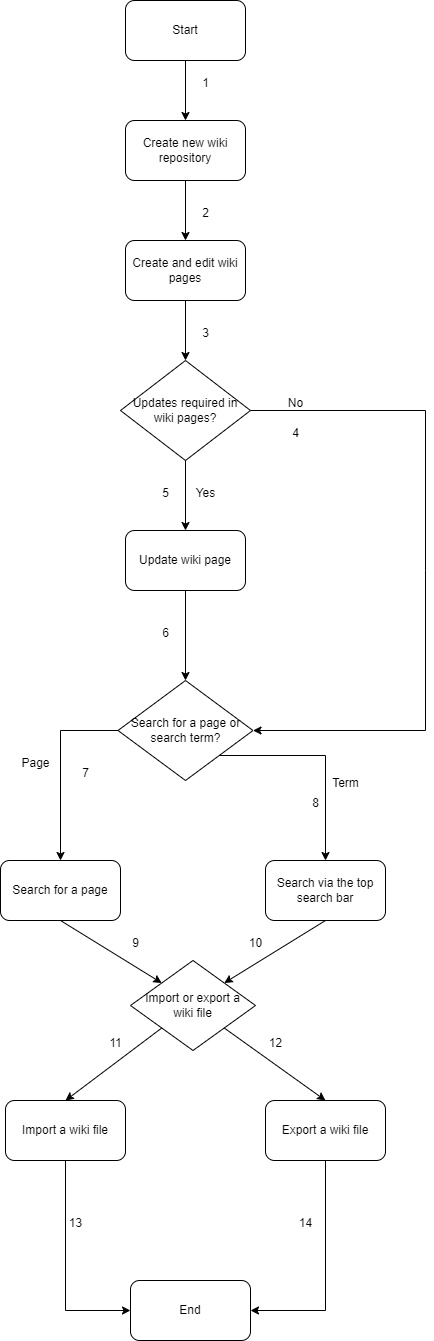 Start
1
Create new wiki
repository
2
Create and edit wiki
pages
3
Updates required in
wiki pages?
No
4
5
Yes
Update wiki page
6
Search for a page or
search term?
Page
7
Term
8
Search for a page
Search via the top
search bar
9
10
Import or export a
wiki file
11
12
Import a wiki file
Export a wiki file
13
14
End